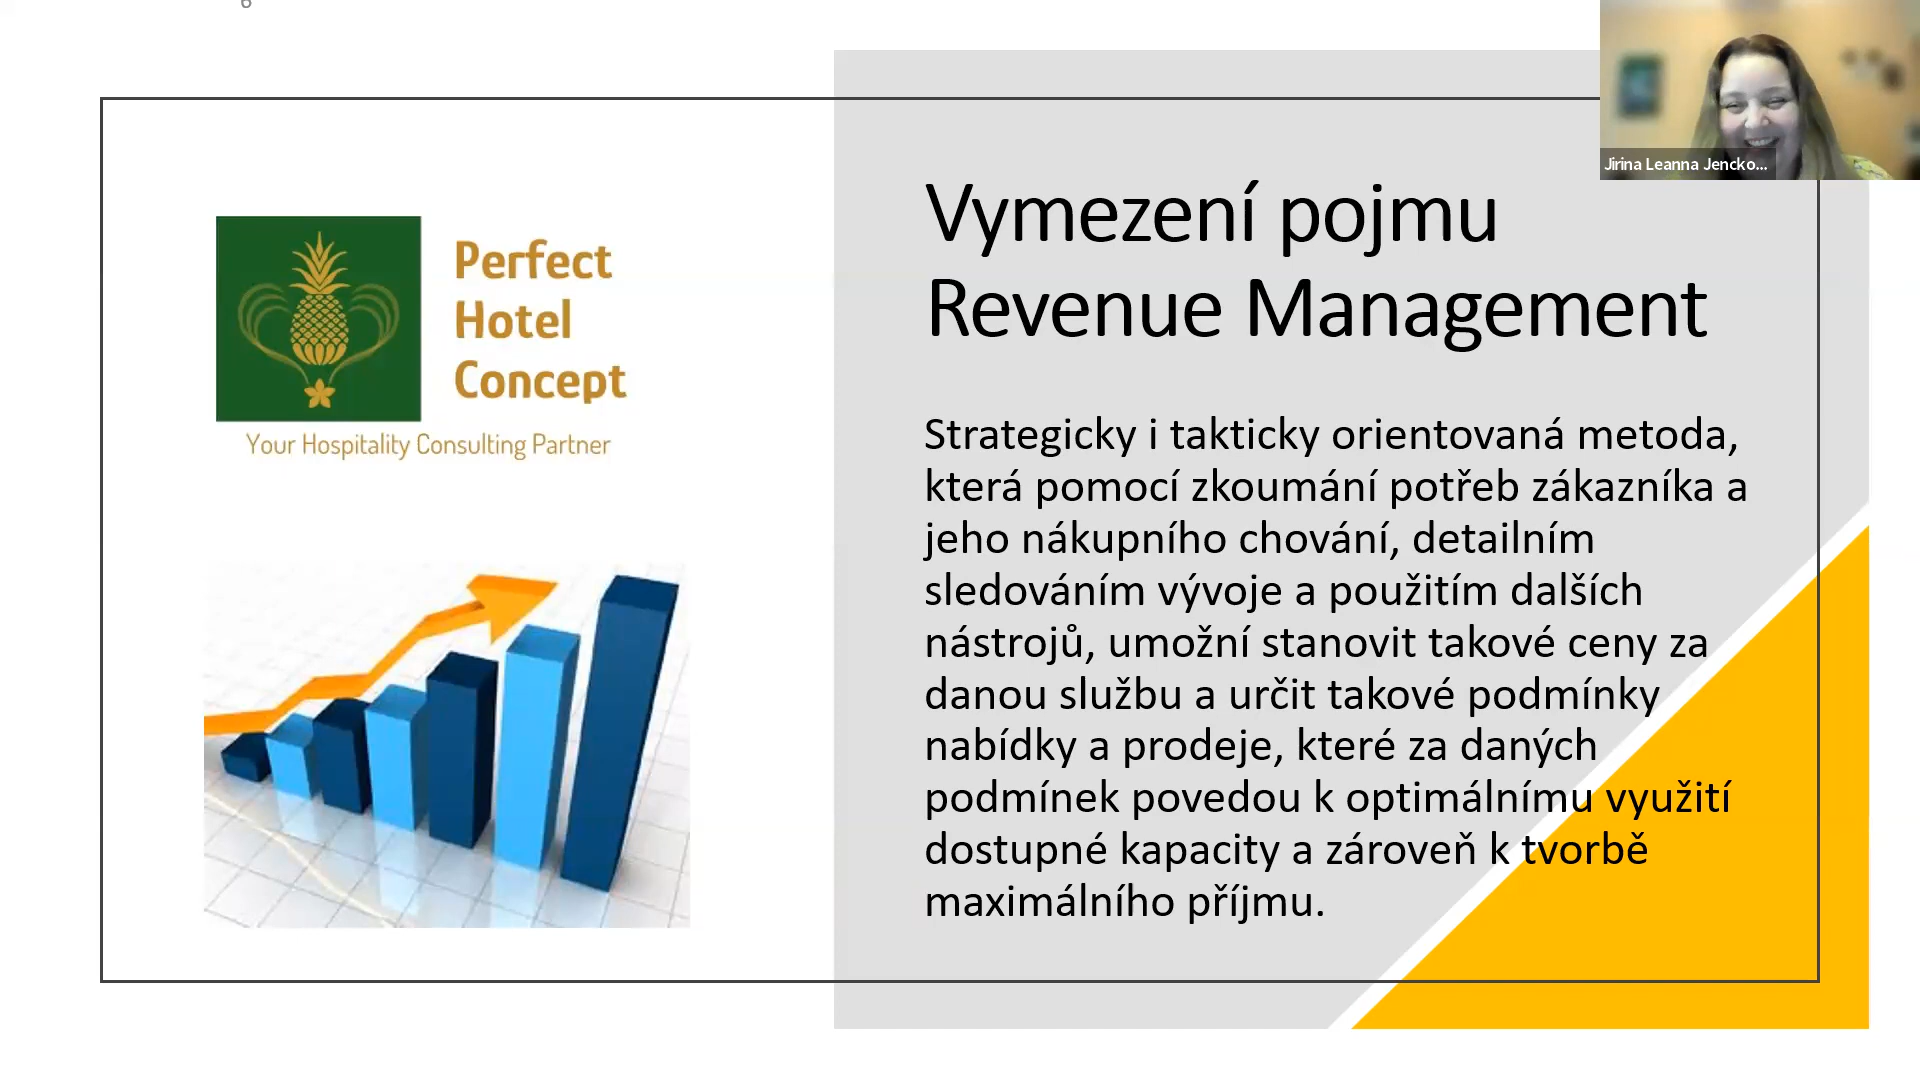 6
Jirina Leanna Jencko...
Perfect
Hotel
Concept
Your Hospitality Consulting Partner
Vymezení pojmu
Revenue Management
Strategicky i takticky orientovaná metoda,
která pomocí zkoumání potřeb zákazníka a
jeho nákupního chování, detailním
sledováním vývoje a použitím dalších
nástrojů, umožní stanovit takové ceny za
danou službu a určit takové podmínky
nabídky a prodeje, které za daných
podmínek povedou k optimálnímu využití
dostupné kapacity a zároveň k tvorbě
maximálního příjmu.